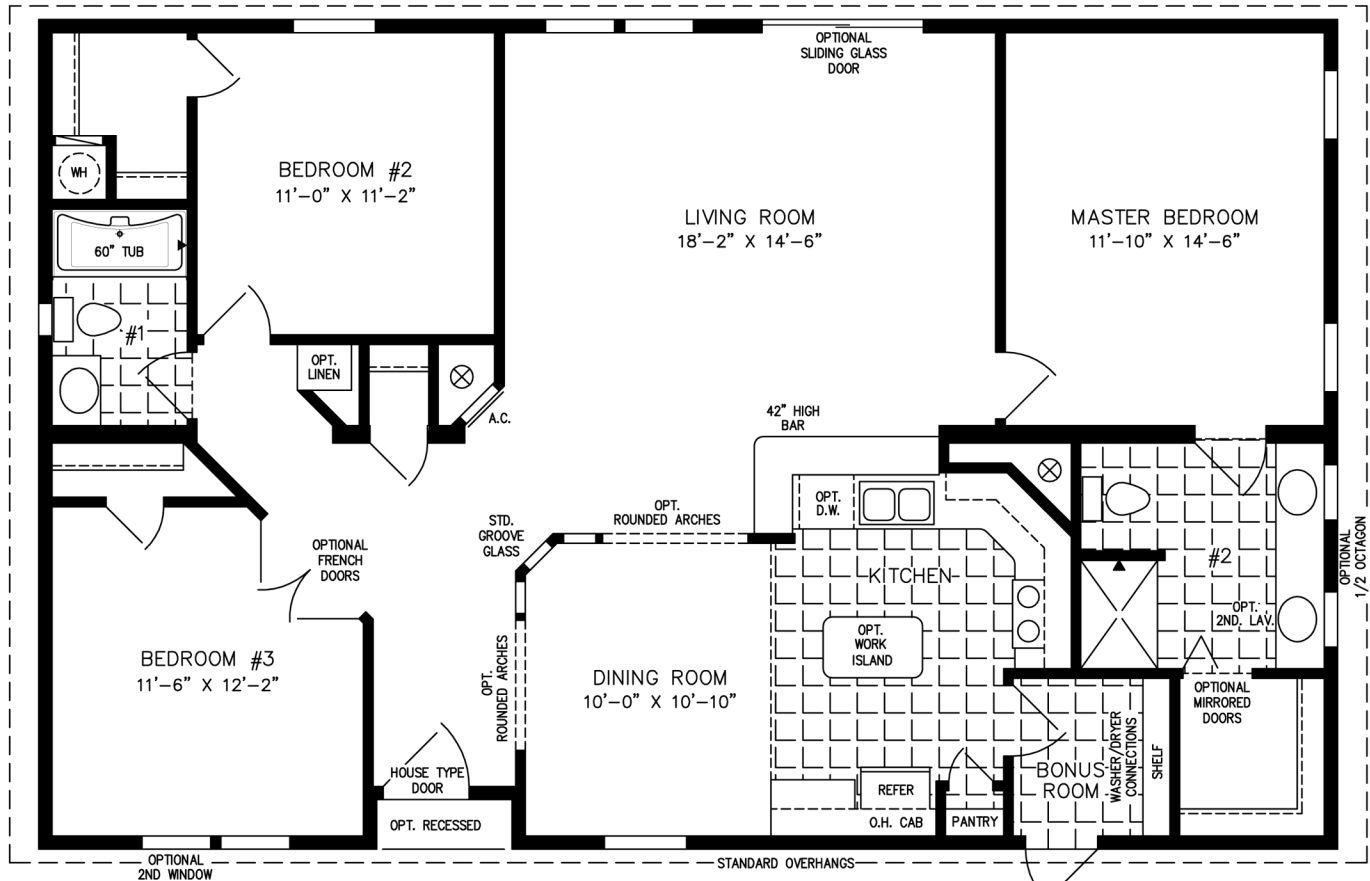 OPTIONAL
SLIDING GLASS
DOOR
WH
BEDROOM #2
11'-0" X 11'-2"
LIVING ROOM
18'-2" X 14'-6"
MASTER BEDROOM
11'-10" X 14'-6"
60" TUB
#1
OPT.
LINEN
A.C.
42" HIGH
BAR
OPT.
D.W.
OPT.
ROUNDED ARCHES
STD.
GROOVE
GLASS
OPTIONAL
FRENCH
DOORS
KITCHEN
#2
OPTIONAL
1/2 OCTAGON
OPT.
2ND. LAV.
OPT.
WORK
ISLAND
BEDROOM #3
11'-6" X 12'-2"
OPT.
ROUNDED ARCHES
DINING ROOM
10'-0" X 10'-10"
OPTIONAL
MIRRORED
DOORS
WASHER/DRYER
CONNECTIONS
SHELF
BONUS
ROOM
HOUSE TYPE
DOOR
REFER
OPT. RECESSED
O.H. CAB
PANTRY
OPTIONAL
2ND WINDOW
STANDARD OVERHANGS